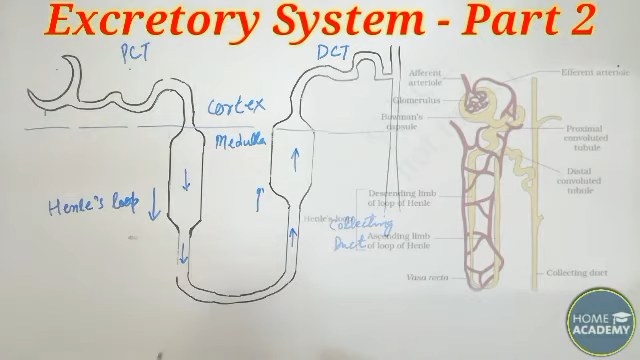 Excretory System - Part 2
PCT
DCT
Cortex
Medulla
Henle's loop
Collecting
Duct
Afferent
arteriole
Efferent arteriole
Glomerulus
Bowman's
capsule
Proximal
convoluted
tubule
Distal
convoluted
tubule
Descending limb
of loop of Henle
Henle's loop
Ascending limb
of loop of Henle
Vasa recta
Collecting duct
HOME
ACADEMY